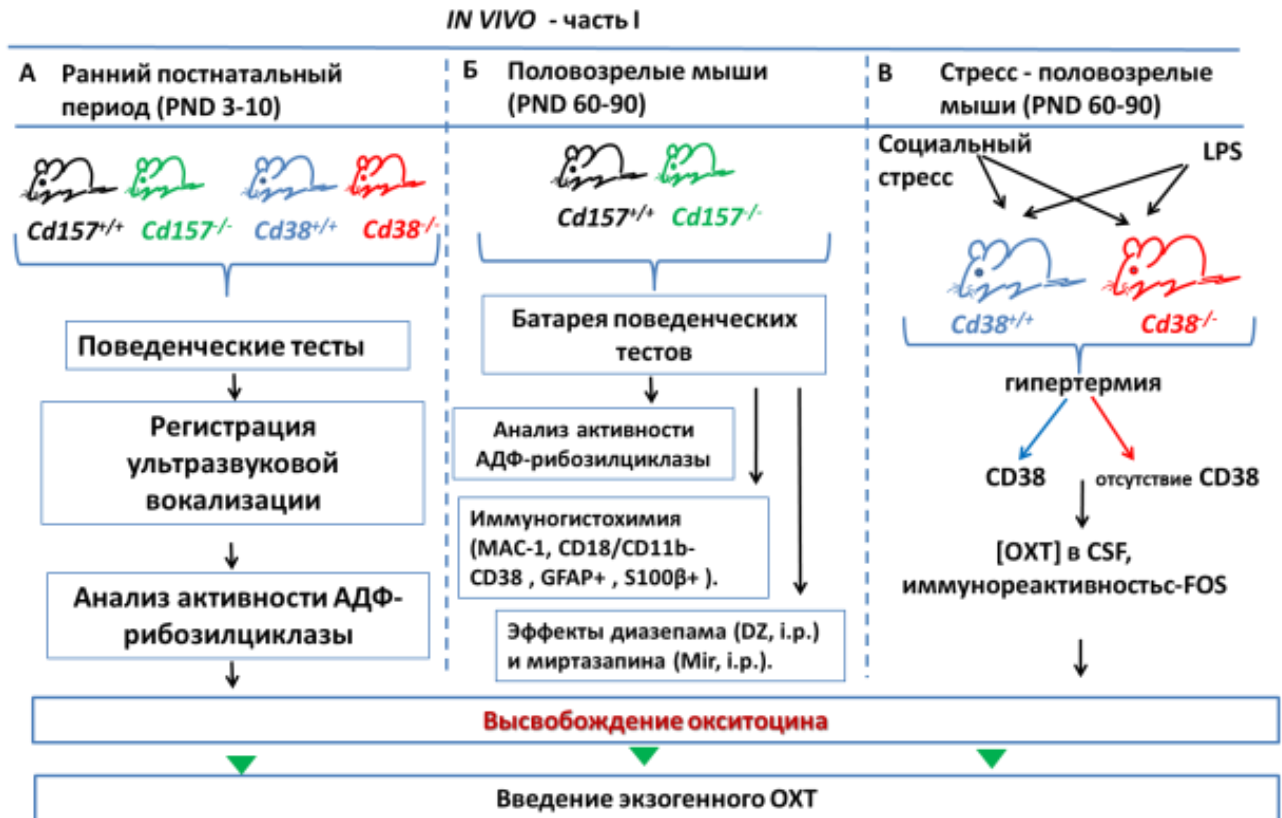 IN VIVO - часть I
А Ранний постнатальный
период (PND 3-10)
Cd157+/+ Cd157-/- Cd38+/+ Cd38-/-
Поведенческие тесты
Регистрация
ультразвуковой
вокализации
Анализ активности АДФ-
рибозилциклазы
Б Половозрелые мыши
(PND 60-90)
Cd157+/+ Cd157-/-
Батарея поведенческих
тестов
Анализ активности
АДФ-рибозилциклазы
Иммуногистохимия
(MAC-1, CD18/CD11b-
CD38 , GFAP+ , S100β+ ).
Эффекты диазепама (DZ, i.p.)
и миртазапина (Mir, i.p.).
В Стресс - половозрелые
мыши (PND 60-90)
Социальный
стресс
LPS
Cd38+/+ Cd38-/-
гипертермия
CD38 отсутствие CD38
[ОХТ] в CSF,
иммунореактивностьс-FOS
Высвобождение окситоцина
Введение экзогенного ОХТ